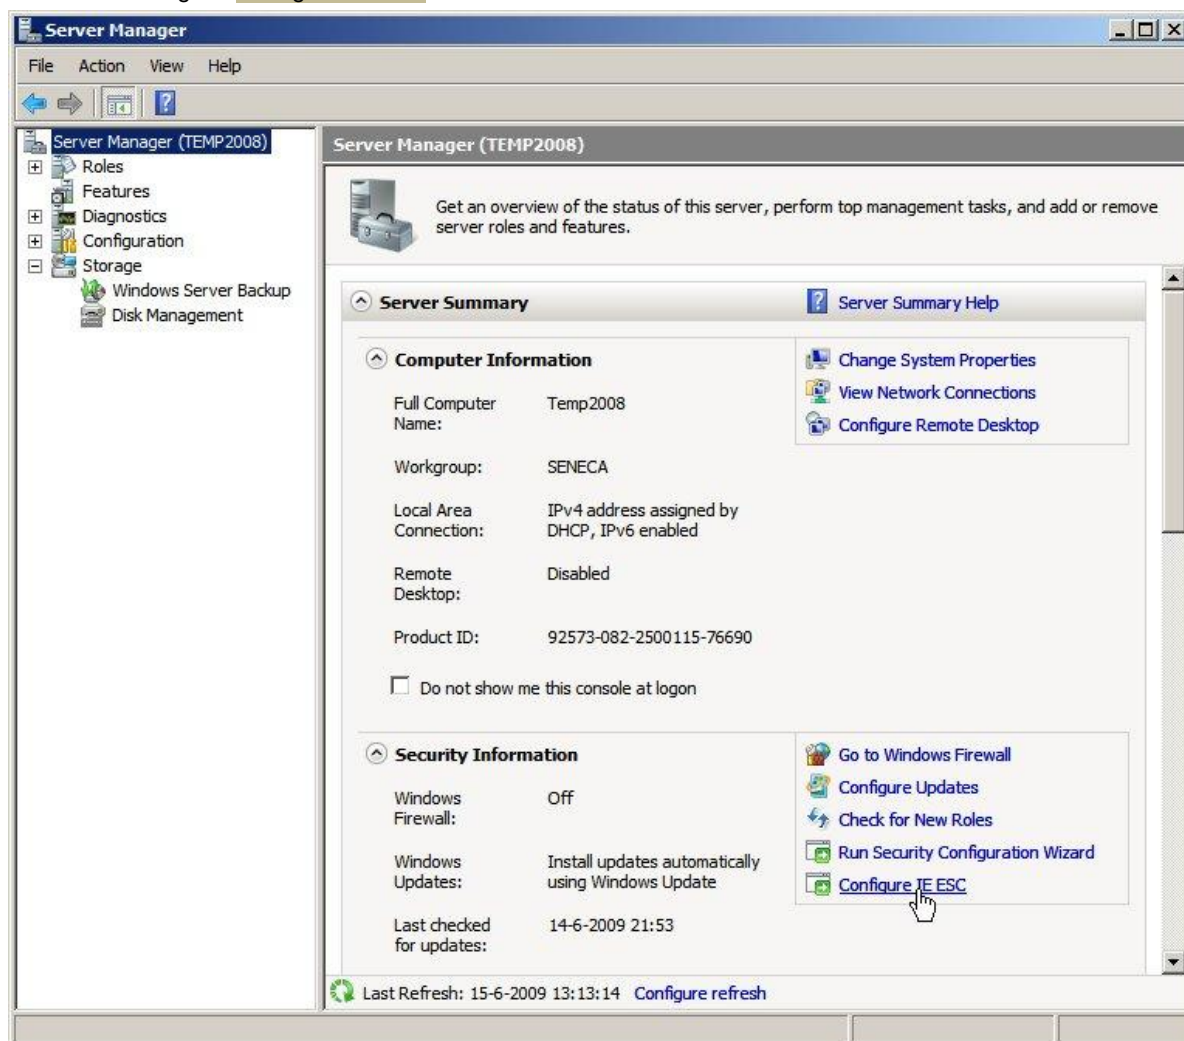 Server Manager
File Action View Help
Server Manager (TEMP2008)
Roles
Features
Diagnostics
Configuration
Storage
Windows Server Backup
Disk Management
Server Manager (TEMP2008)
Get an overview of the status of this server, perform top management tasks, and add or remove
server roles and features.
Server Summary
Server Summary Help
Computer Information
Change System Properties
View Network Connections
Configure Remote Desktop
Full Computer
Name:
Temp2008
Workgroup:
SENECA
Local Area
Connection:
IPv4 address assigned by
DHCP, IPv6 enabled
Remote
Desktop:
Disabled
Product ID:
92573-082-2500115-76690
Do not show me this console at logon
Security Information
Go to Windows Firewall
Configure Updates
Check for New Roles
Run Security Configuration Wizard
Configure IE ESC
Windows
Firewall:
Off
Windows
Updates:
Install updates automatically
using Windows Update
Last checked
for updates:
14-6-2009 21:53
Last Refresh: 15-6-2009 13:13:14 Configure refresh